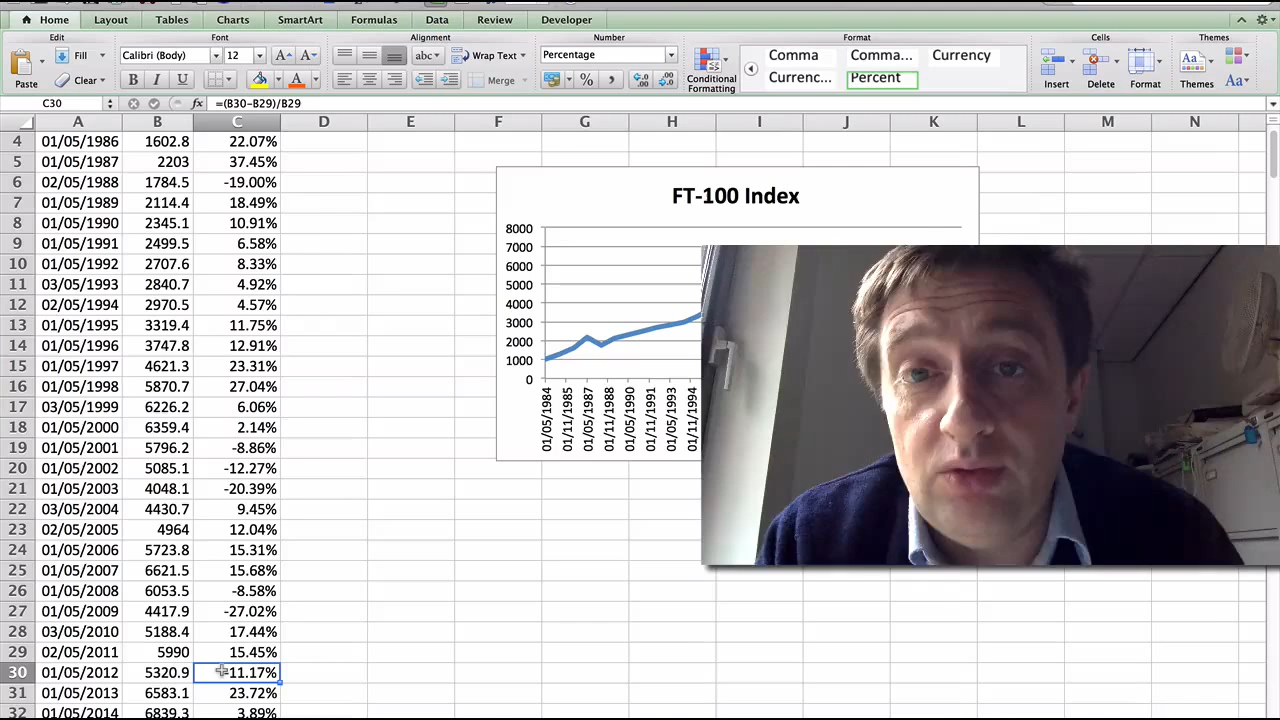 Home Layout Tables Charts SmartArt Formulas Data Review Developer
Edit Font Alignment Number Format Cells Themes
Fill Calibri (Body) 12 A A abc Wrap Text Percentage Comma Comma... Currency
Paste Clear B I U A Merge % , Conditional Formatting Currenc... Percent Insert Delete Format Themes Aa
C30 =(B30-B29)/B29
A B C D E F G H I J K L M N
4 01/05/1986 1602.8 22.07%
5 01/05/1987 2203 37.45%
6 02/05/1988 1784.5 -19.00%
7 01/05/1989 2114.4 18.49%
8 01/05/1990 2345.1 10.91%
9 01/05/1991 2499.5 6.58%
10 01/05/1992 2707.6 8.33%
11 03/05/1993 2840.7 4.92%
12 02/05/1994 2970.5 4.57%
13 01/05/1995 3319.4 11.75%
14 01/05/1996 3747.8 12.91%
15 01/05/1997 4621.3 23.31%
16 01/05/1998 5870.7 27.04%
17 03/05/1999 6226.2 6.06%
18 01/05/2000 6359.4 2.14%
19 01/05/2001 5796.2 -8.86%
20 01/05/2002 5085.1 -12.27%
21 01/05/2003 4048.1 -20.39%
22 03/05/2004 4430.7 9.45%
23 02/05/2005 4964 12.04%
24 01/05/2006 5723.8 15.31%
25 01/05/2007 6621.5 15.68%
26 01/05/2008 6053.5 -8.58%
27 01/05/2009 4417.9 -27.02%
28 03/05/2010 5188.4 17.44%
29 02/05/2011 5990 15.45%
30 01/05/2012 5320.9 -11.17%
31 01/05/2013 6583.1 23.72%
32 01/05/2014 6839.3 3.89%
FT-100 Index
8000
7000
6000
5000
4000
3000
2000
1000
0
01/05/1984
01/11/1985
01/05/1987
01/11/1988
01/05/1990
01/11/1991
01/05/1993
01/11/1994